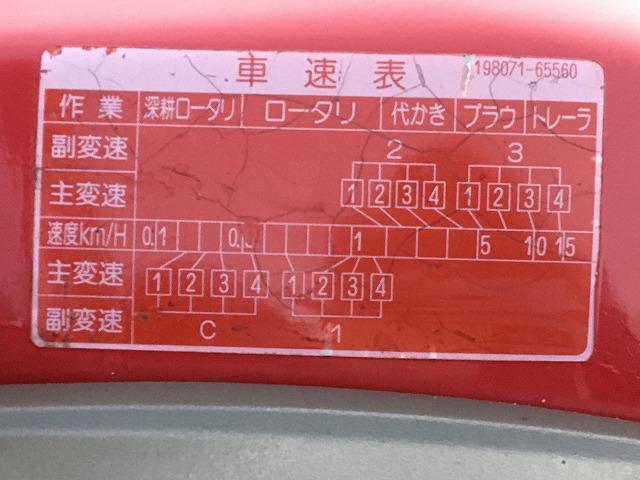 車速表 198071-65560
作業 深耕ロータリ ロータリ 代かき プラウ トレーラ
副変速 2 3
主変速 1 2 3 4 1 2 3 4
速度Km/H 0.1 1 5 10 15
主変速 1 2 3 4 1 2 3 4
副変速 C 1